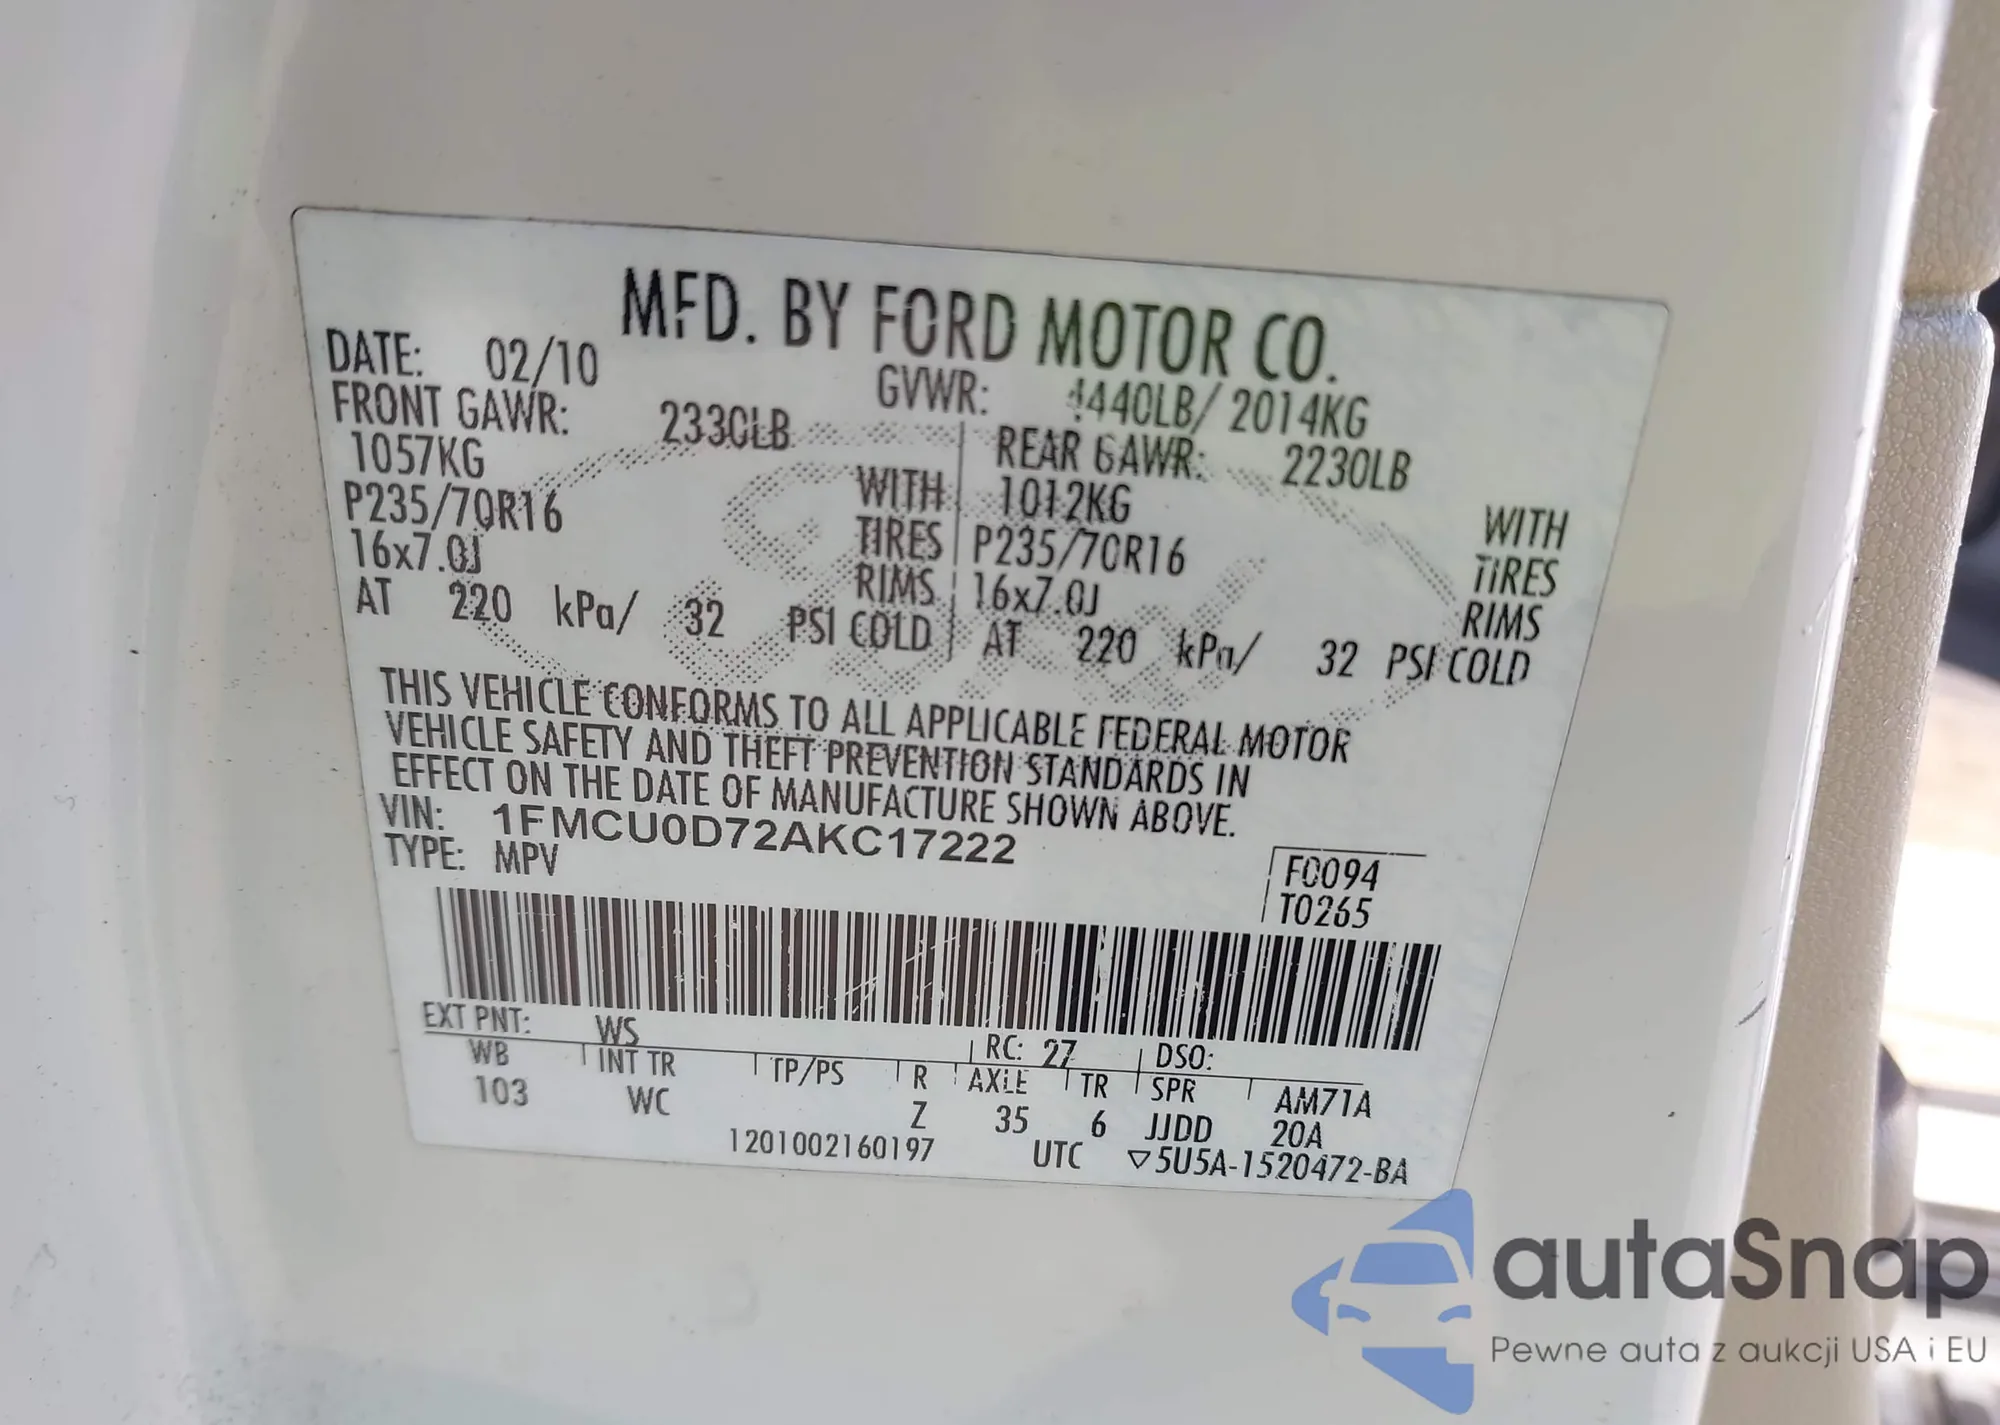 MFD. BY FORD MOTOR CO.
DATE: 02/10 GVWR: 4440LB/ 2014KG
FRONT GAWR: 2330LB REAR GAWR: 2230LB
1057KG WITH 1012KG WITH
P235/70R16 TIRES P235/70R16 TIRES
16x7.0J RIMS 16x7.0J RIMS
AT 220 kPa/ 32 PSI COLD AT 220 kPa/ 32 PSI COLD
THIS VEHICLE CONFORMS TO ALL APPLICABLE FEDERAL MOTOR
VEHICLE SAFETY AND THEFT PREVENTION STANDARDS IN
EFFECT ON THE DATE OF MANUFACTURE SHOWN ABOVE.
VIN: 1FMCU0D72AKC17222
TYPE: MPV
F0094
T0265
EXT PNT: WS RC: 27 DSO:
WB INT TR TP/PS R AXLE TR SPR AM71A
103 WC Z 35 6 JJDD 20A
1201002160197 UTC ▽5U5A-1520472-BA
autaSnap
Pewne auta z aukcji USA i EU